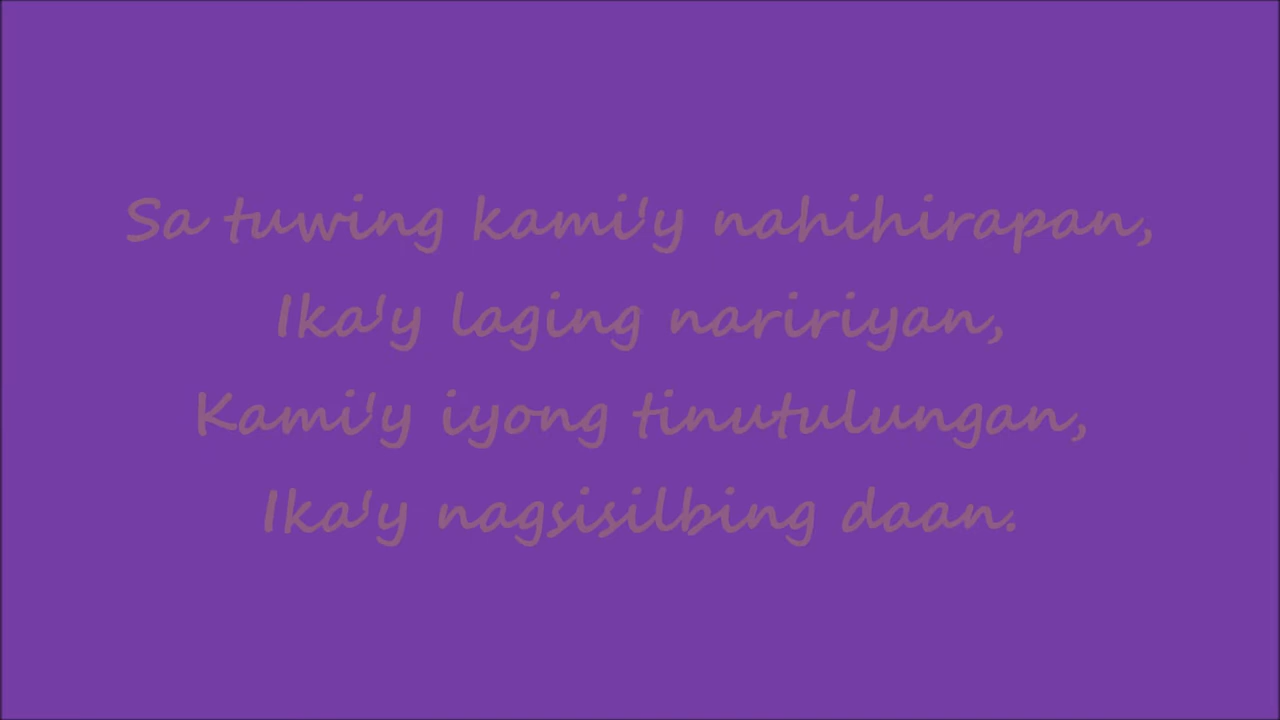 Sa tuwing kami'y nahihirapan,
Ika'y laging naririyan,
Kami'y iyong tinutulungan,
Ika'y nagsisilbing daan.